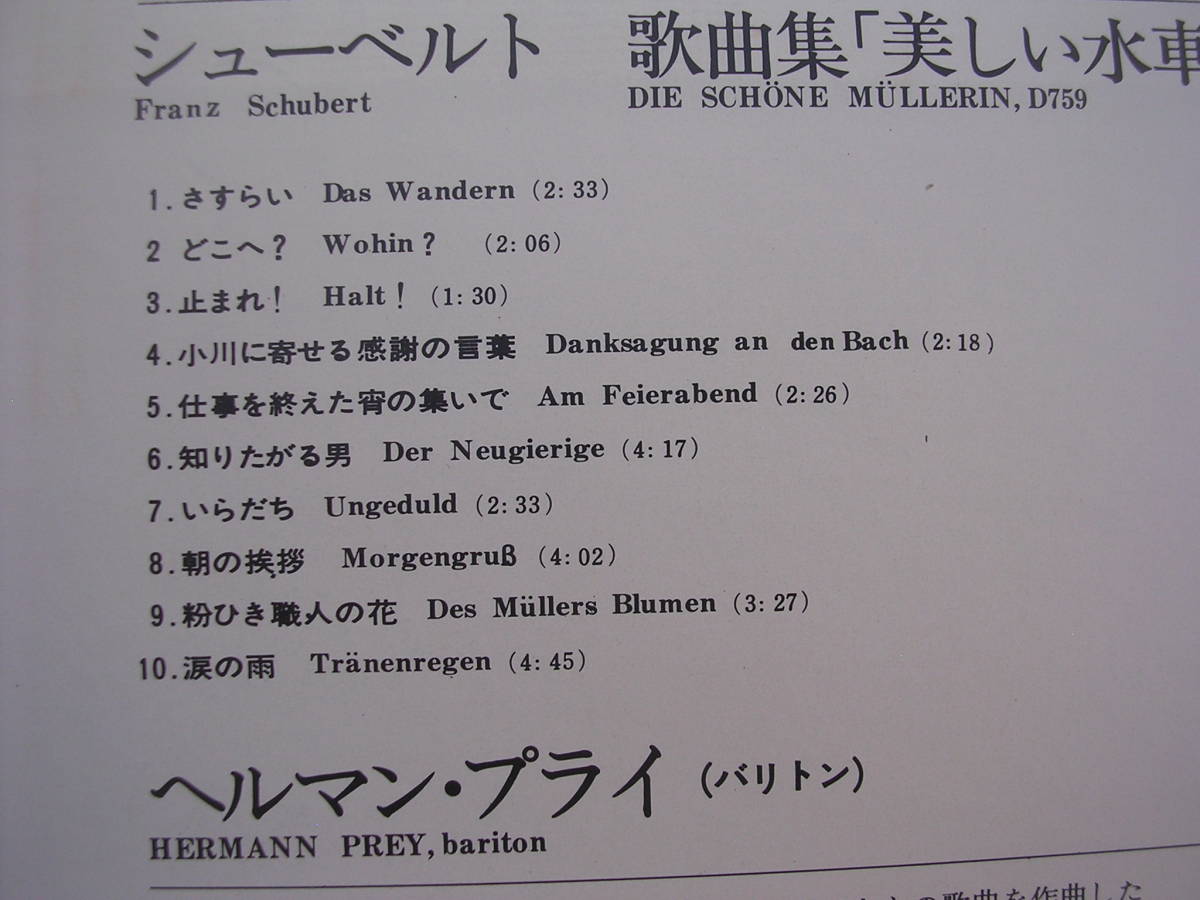 シューベルト 歌曲集「美しい水車
Franz Schubert DIE SCHÖNE MÜLLERIN, D759
1. さすらい Das Wandern (2: 33)
2 どこへ? Wohin? (2: 06)
3. 止まれ! Halt! (1: 30)
4. 小川に寄せる感謝の言葉 Danksagung an den Bach (2: 18)
5. 仕事を終えた宵の集いで Am Feierabend (2: 26)
6. 知りたがる男 Der Neugierige (4: 17)
7. いらだち Ungeduld (2: 33)
8. 朝の挨拶 Morgengruß (4: 02)
9. 粉ひき職人の花 Des Müllers Blumen (3: 27)
10. 涙の雨 Tränenregen (4: 45)
ヘルマン・プライ (バリトン)
HERMANN PREY, bariton
の歌曲を作曲した